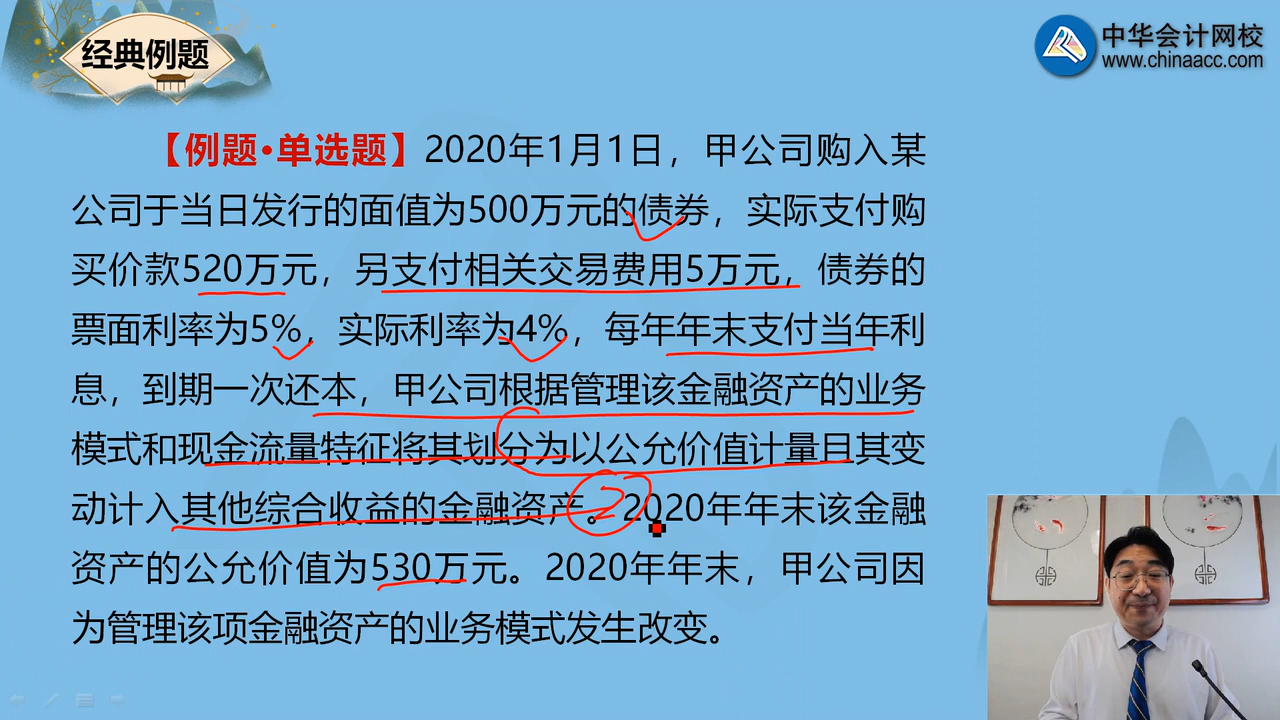 经典例题
中华会计网校
www.chinaacc.com
【例题•单选题】2020年1月1日，甲公司购入某
公司于当日发行的面值为500万元的债券，实际支付购
买价款520万元，另支付相关交易费用5万元，债券的
票面利率为5%，实际利率为4%，每年年末支付当年利
息，到期一次还本，甲公司根据管理该金融资产的业务
模式和现金流量特征将其划分为以公允价值计量且其变
动计入其他综合收益的金融资产。2020年年末该金融
资产的公允价值为530万元。2020年年末，甲公司因
为管理该项金融资产的业务模式发生改变。
2